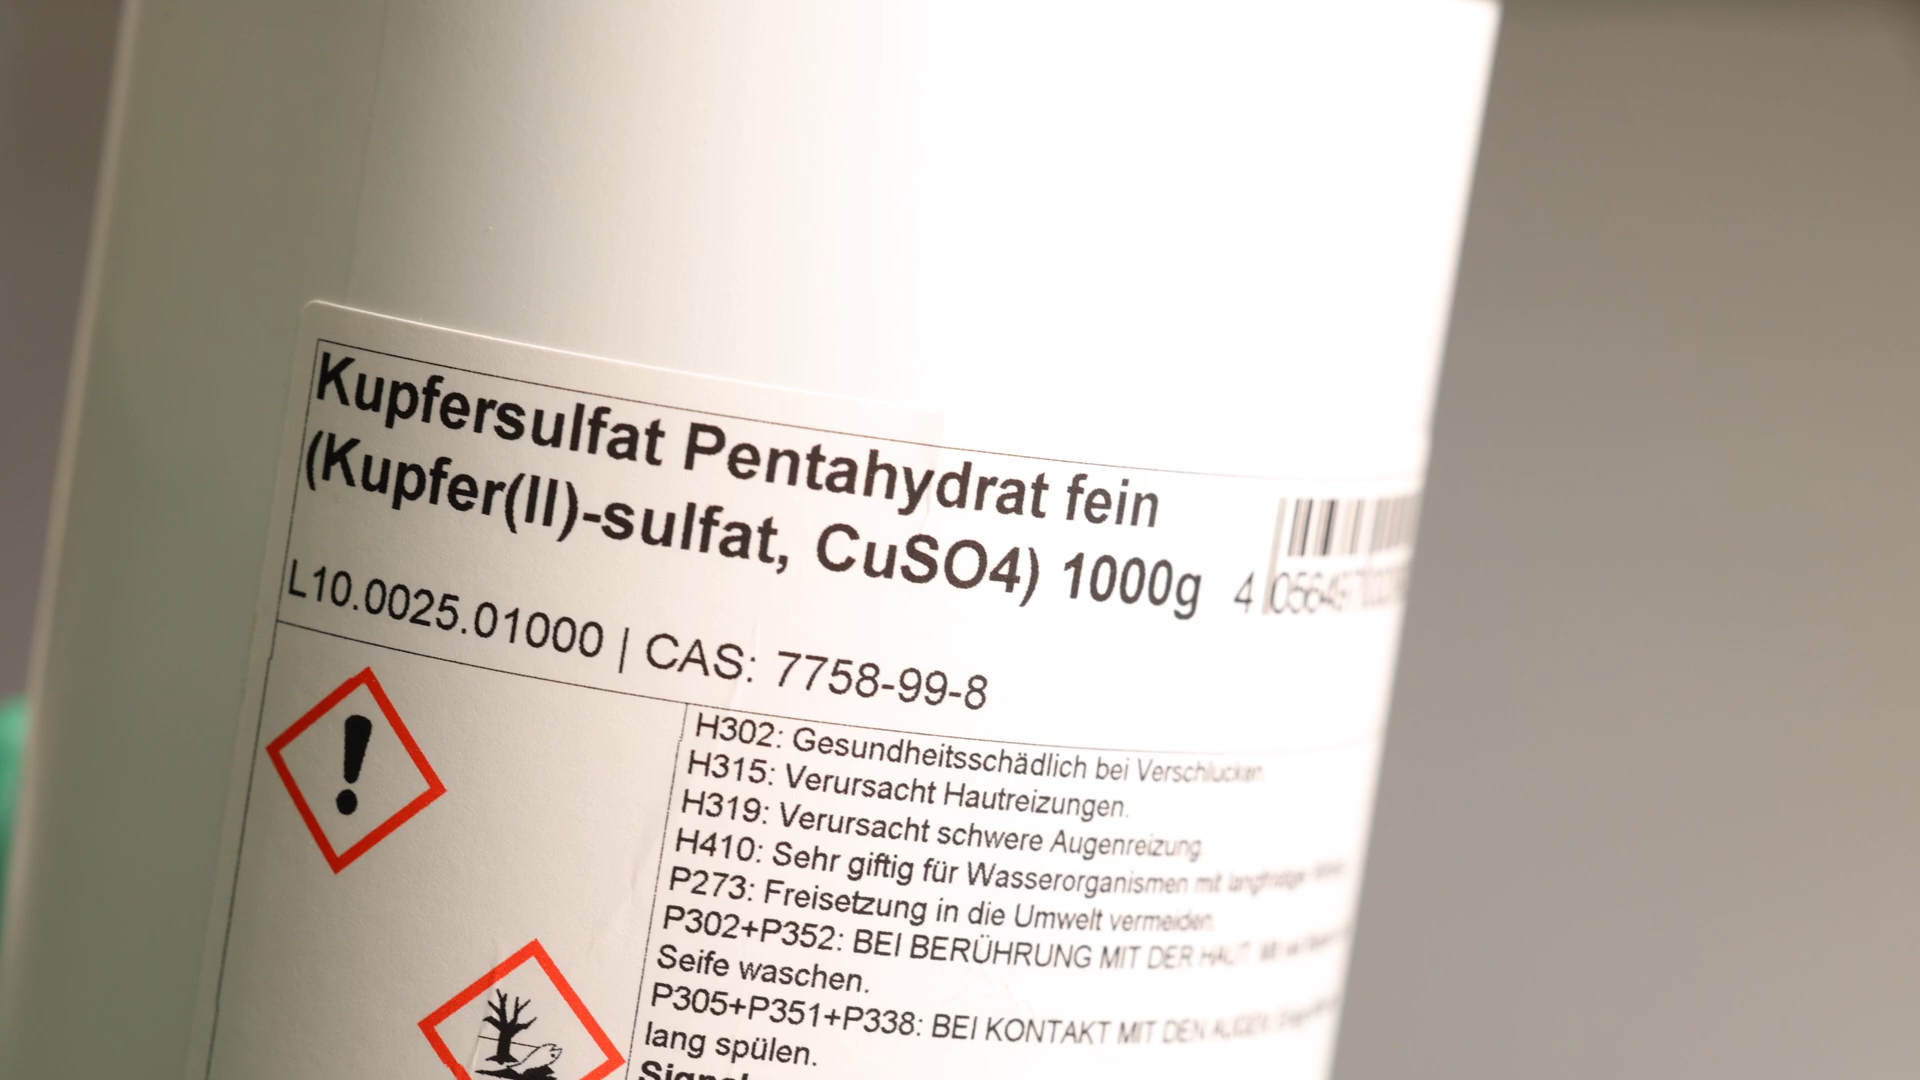 Kupfersulfat Pentahydrat fein
(Kupfer(II)-sulfat, CuSO4) 1000g
L10.0025.01000 | CAS: 7758-99-8
H302: Gesundheitsschädlich bei Verschlucken.
H315: Verursacht Hautreizungen.
H319: Verursacht schwere Augenreizung.
H410: Sehr giftig für Wasserorganismen mit langfristiger
P273: Freisetzung in die Umwelt vermeiden.
P302+P352: BEI BERÜHRUNG MIT DER HAUT:
Seife waschen.
P305+P351+P338: BEI KONTAKT MIT DEN AUGEN:
lang spülen.